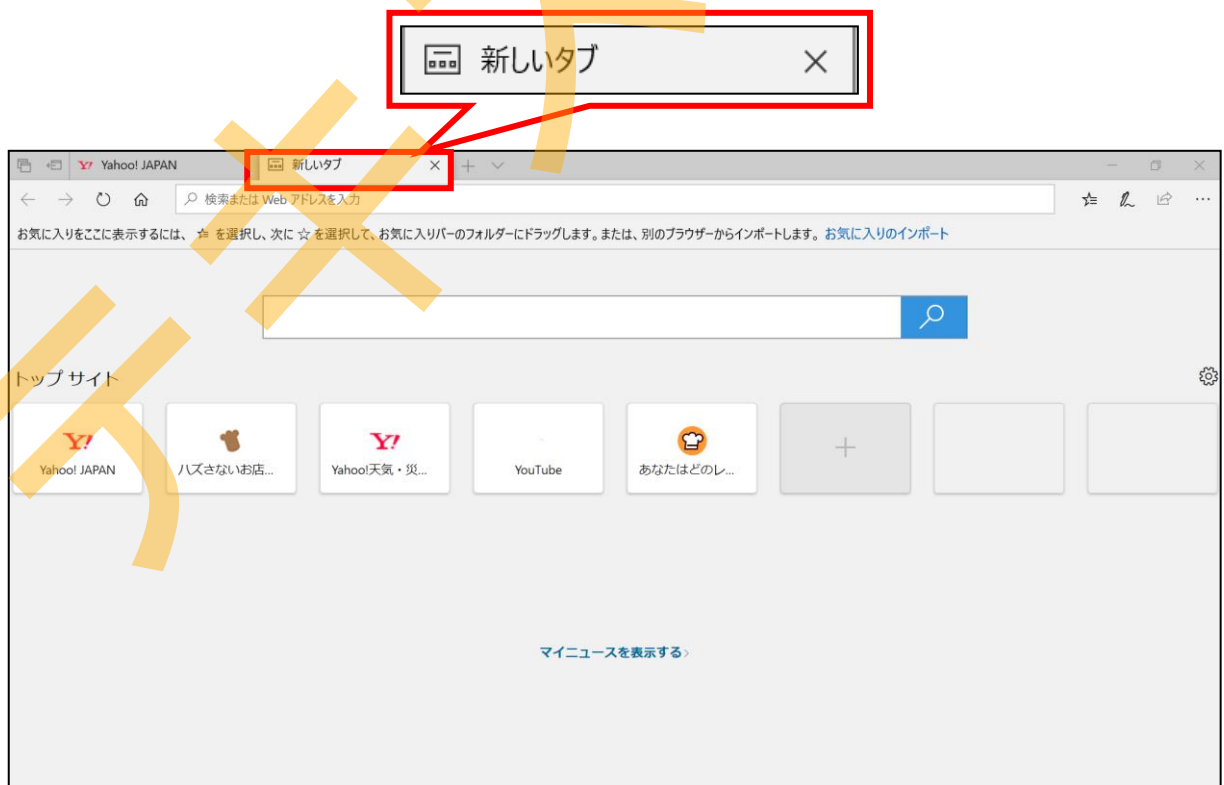 新しいタブ
Yahoo! JAPAN
新しいタブ
検索または Web アドレスを入力
お気に入りをここに表示するには、 を選択し、次に ☆ を選択して、お気に入りバーのフォルダーにドラッグします。または、別のブラウザーからインポートします。 お気に入りのインポート
トップ サイト
Yahoo! JAPAN
ハズさないお店...
Yahoo!天気・災...
YouTube
あなたはどのレ...
マイニュースを表示する